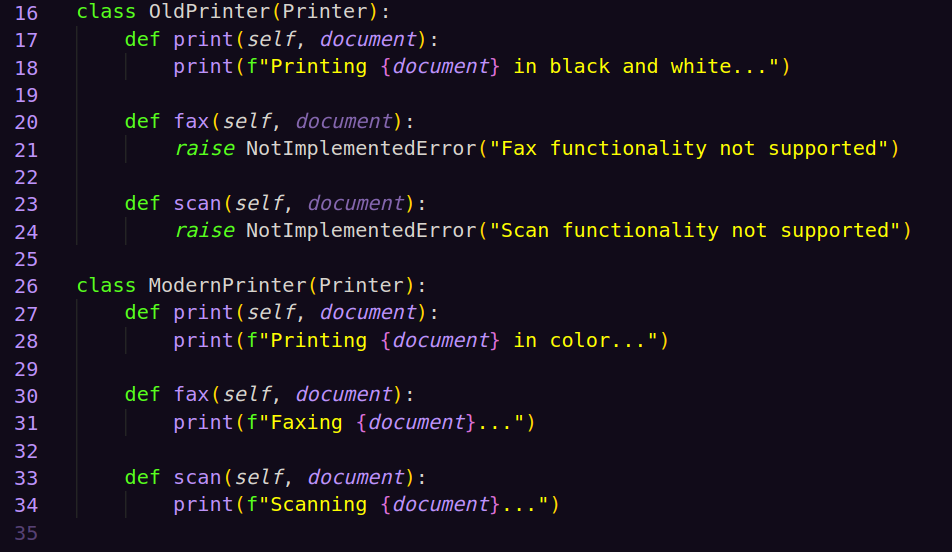 16 class OldPrinter(Printer):
17     def print(self, document):
18         print(f"Printing {document} in black and white...")
19
20     def fax(self, document):
21         raise NotImplementedError("Fax functionality not supported")
22
23     def scan(self, document):
24         raise NotImplementedError("Scan functionality not supported")
25
26 class ModernPrinter(Printer):
27     def print(self, document):
28         print(f"Printing {document} in color...")
29
30     def fax(self, document):
31         print(f"Faxing {document}...")
32
33     def scan(self, document):
34         print(f"Scanning {document}...")
35